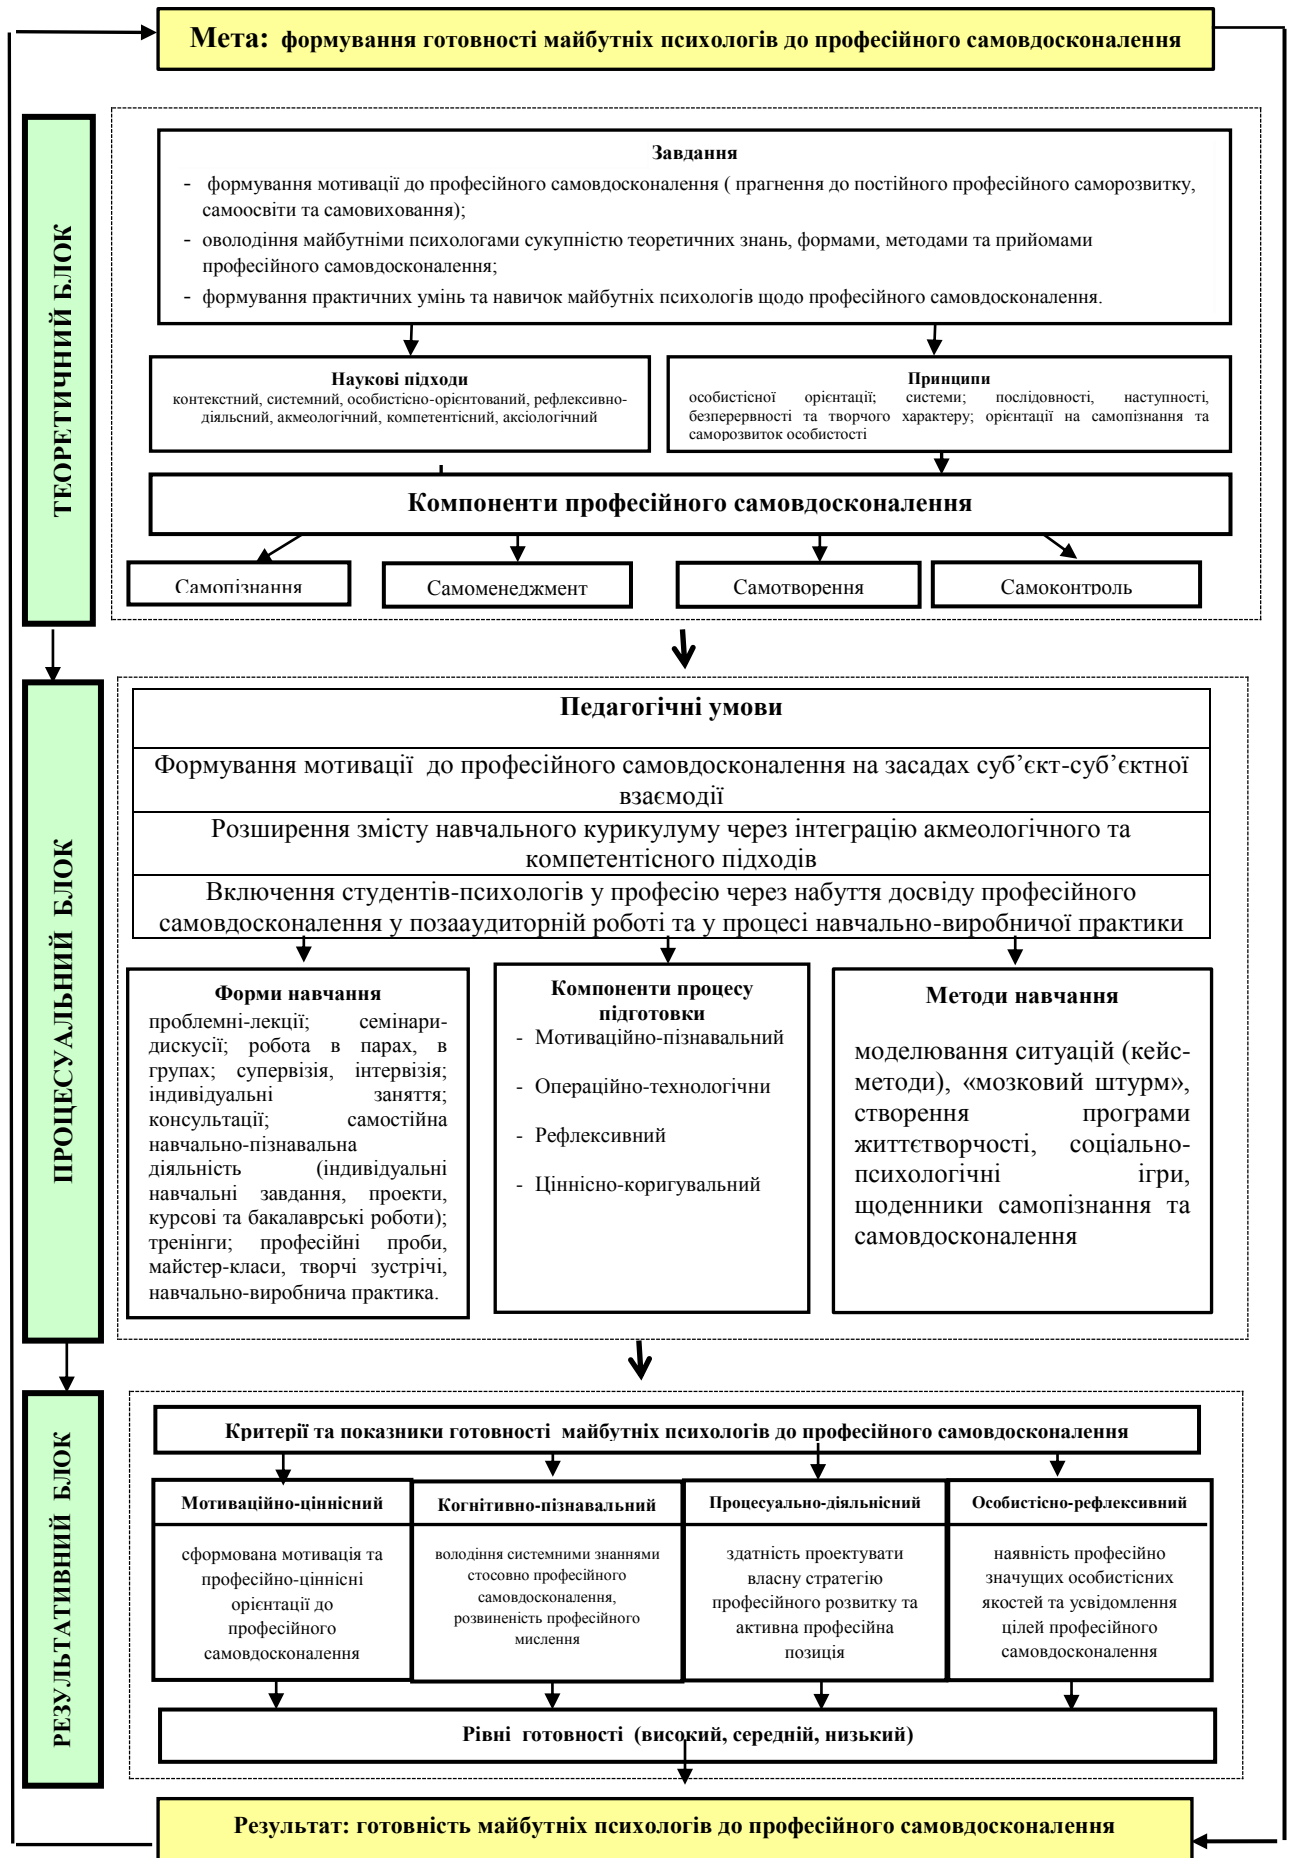 Мета: формування готовності майбутніх психологів до професійного самовдосконалення
ТЕОРЕТИЧНИЙ БЛОК
Завдання
- формування мотивації до професійного самовдосконалення ( прагнення до постійного професійного саморозвитку,
самоосвіти та самовиховання);
- оволодіння майбутніми психологами сукупністю теоретичних знань, формами, методами та прийомами
професійного самовдосконалення;
- формування практичних умінь та навичок майбутніх психологів щодо професійного самовдосконалення.
Наукові підходи
контекстний, системний, особистісно-орієнтований, рефлексивно-
діяльсний, акмеологічний, компетентісний, аксіологічний
Принципи
особистісної орієнтації; системи; послідовності, наступності,
безперервності та творчого характеру; орієнтації на самопізнання та
саморозвиток особистості
Компоненти професійного самовдосконалення
Самопізнання
Самоменеджмент
Самотворення
Самоконтроль
ПРОЦЕСУАЛЬНИЙ БЛОК
Педагогічні умови
Формування мотивації до професійного самовдосконалення на засадах суб’єкт-суб’єктної
взаємодії
Розширення змісту навчального курикулуму через інтеграцію акмеологічного та
компетентісного підходів
Включення студентів-психологів у професію через набуття досвіду професійного
самовдосконалення у позааудиторній роботі та у процесі навчально-виробничої практики
Форми навчання
проблемні-лекції; семінари-
дискусії; робота в парах, в
групах; супервізія, інтервізія;
індивідуальні заняття;
консультації; самостійна
навчально-пізнавальна
діяльність (індивідуальні
навчальні завдання, проекти,
курсові та бакалаврські роботи);
тренінги; професійні проби,
майстер-класи, творчі зустрічі,
навчально-виробнича практика.
Компоненти процесу
підготовки
- Мотиваційно-пізнавальний
- Операційно-технологічни
- Рефлексивний
- Ціннісно-коригувальний
Методи навчання
моделювання ситуацій (кейс-
методи), «мозковий штурм»,
створення програми
життєтворчості, соціально-
психологічні ігри,
щоденники самопізнання та
самовдосконалення
РЕЗУЛЬТАТИВНИЙ БЛОК
Критерії та показники готовності майбутніх психологів до професійного самовдосконалення
Мотиваційно-ціннісний
сформована мотивація та
професійно-ціннісні
орієнтації до
професійного
самовдосконалення
Когнітивно-пізнавальний
володіння системними знаннями
стосовно професійного
самовдосконалення,
розвиненість професійного
мислення
Процесуально-діяльнісний
здатність проектувати
власну стратегію
професійного розвитку та
активна професійна
позиція
Особистісно-рефлексивний
наявність професійно
значущих особистісних
якостей та усвідомлення
цілей професійного
самовдосконалення
Рівні готовності (високий, середній, низький)
Результат: готовність майбутніх психологів до професійного самовдосконалення